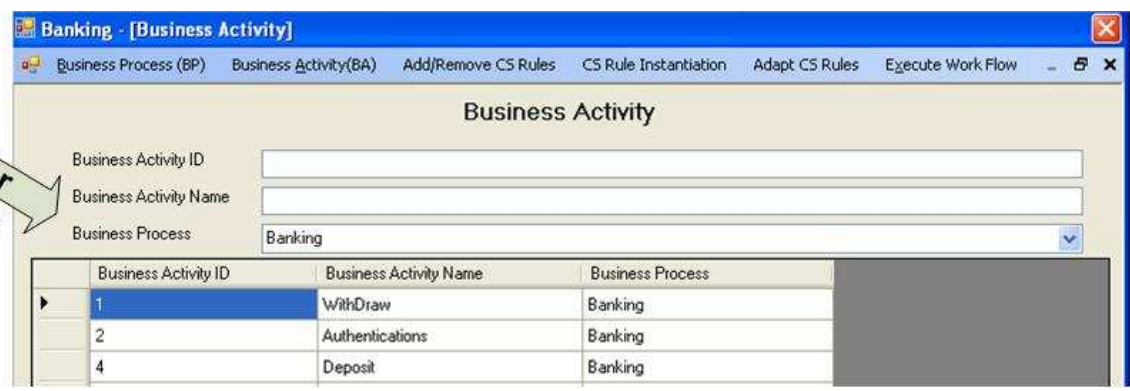 Banking - [Business Activity]
Business Process (BP) Business Activity(BA) Add/Remove CS Rules CS Rule Instantiation Adapt CS Rules Execute Work Flow
Business Activity
Business Activity ID
Business Activity Name
Business Process Banking
Business Activity ID Business Activity Name Business Process
1 WithDraw Banking
2 Authentications Banking
4 Deposit Banking